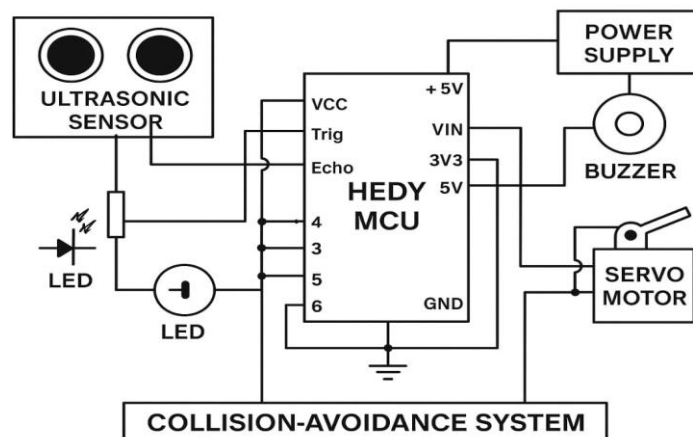 ULTRASONIC
SENSOR
LED
LED
VCC
Trig
Echo
4
3
5
6
HEDY
MCU
+5V
VIN
3V3
5V
GND
POWER
SUPPLY
BUZZER
SERVO
MOTOR
COLLISION-AVOIDANCE SYSTEM